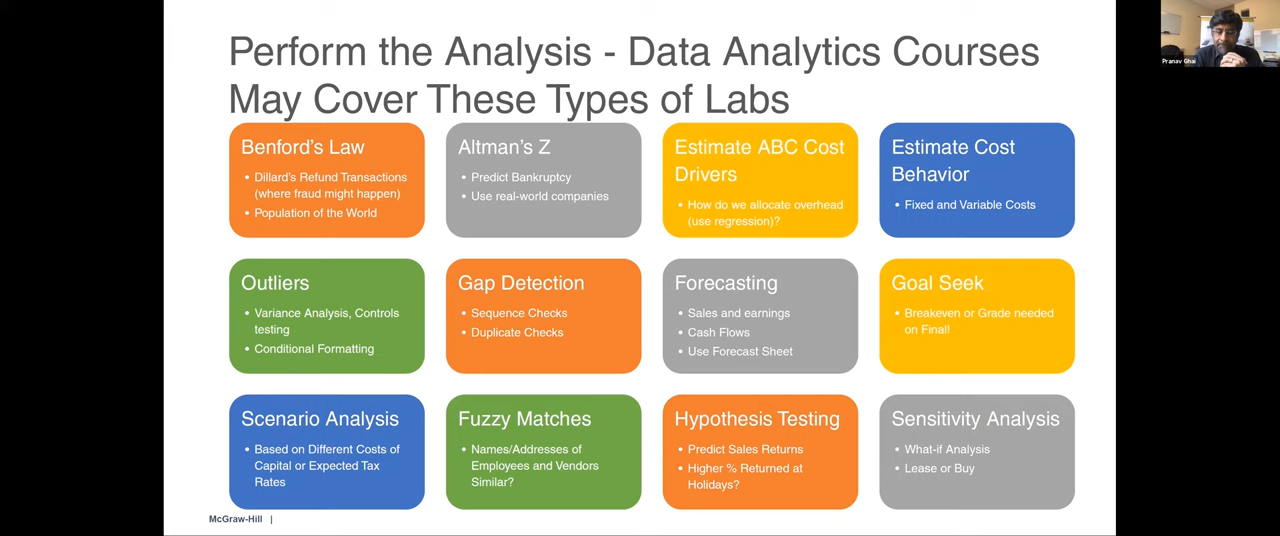 Perform the Analysis - Data Analytics Courses
May Cover These Types of Labs
Benford's Law
• Dillard's Refund Transactions
(where fraud might happen)
• Population of the World
Altman's Z
• Predict Bankruptcy
• Use real-world companies
Estimate ABC Cost
Drivers
• How do we allocate overhead
(use regression)?
Estimate Cost
Behavior
• Fixed and Variable Costs
Outliers
• Variance Analysis, Controls
testing
• Conditional Formatting
Gap Detection
• Sequence Checks
• Duplicate Checks
Forecasting
• Sales and earnings
• Cash Flows
• Use Forecast Sheet
Goal Seek
• Breakeven or Grade needed
on Final!
Scenario Analysis
• Based on Different Costs of
Capital or Expected Tax
Rates
Fuzzy Matches
• Names/Addresses of
Employees and Vendors
Similar?
Hypothesis Testing
• Predict Sales Returns
• Higher % Returned at
Holidays?
Sensitivity Analysis
• What-if Analysis
• Lease or Buy
McGraw-Hill |
Pranav Ghai